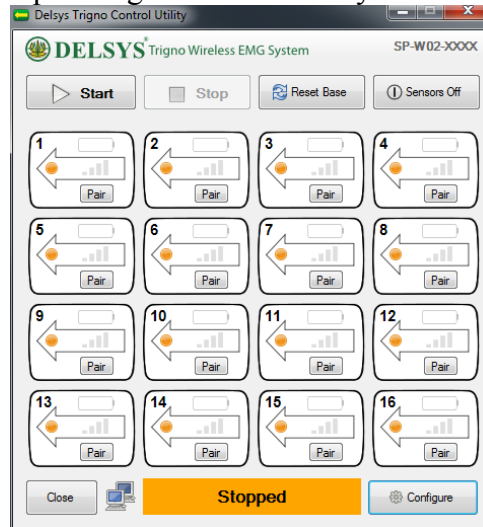 Delsys Trigno Control Utility
DELSYS Trigno Wireless EMG System SP-W02-XXXX
Start Stop Reset Base Sensors Off
1 2 3 4
Pair Pair Pair Pair
5 6 7 8
Pair Pair Pair Pair
9 10 11 12
Pair Pair Pair Pair
13 14 15 16
Pair Pair Pair Pair
Close Stopped Configure